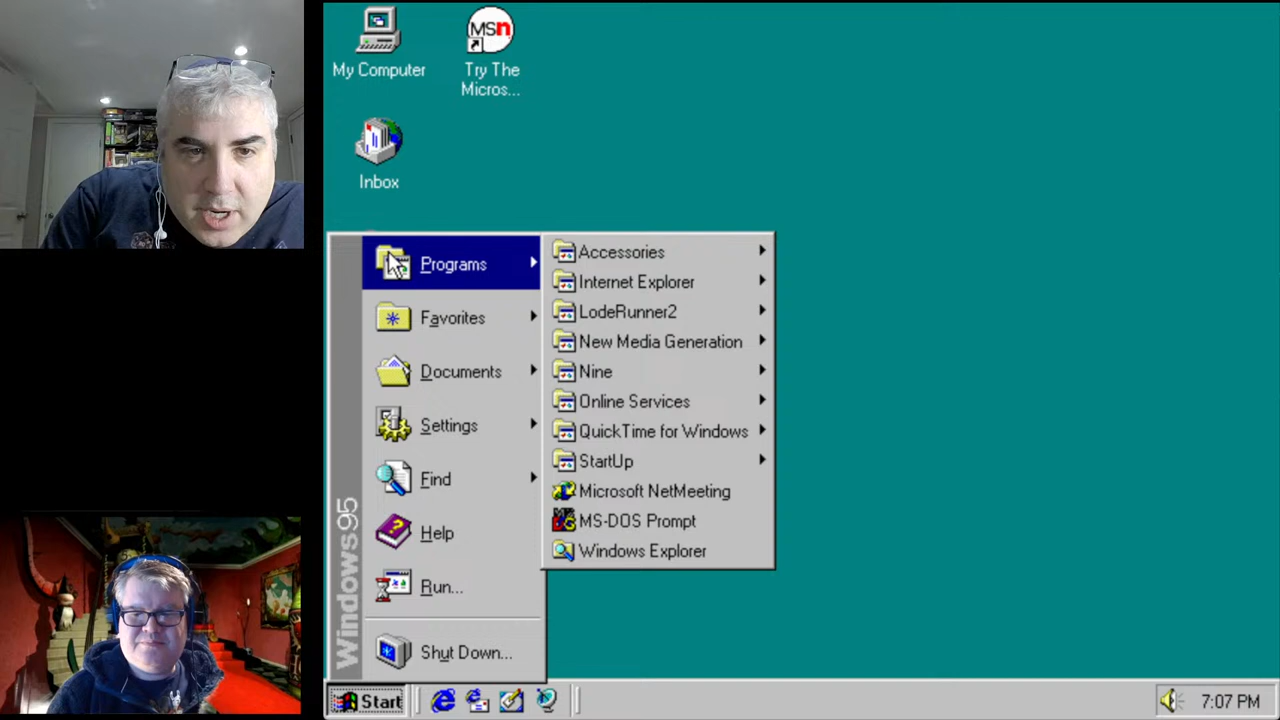 My Computer
msn
Try The
Micros...
Inbox
Programs
Favorites
Documents
Settings
Find
Help
Run...
Shut Down...
Windows95
Accessories
Internet Explorer
LodeRunner2
New Media Generation
Nine
Online Services
QuickTime for Windows
StartUp
Microsoft NetMeeting
MS-DOS Prompt
Windows Explorer
Start
7:07 PM